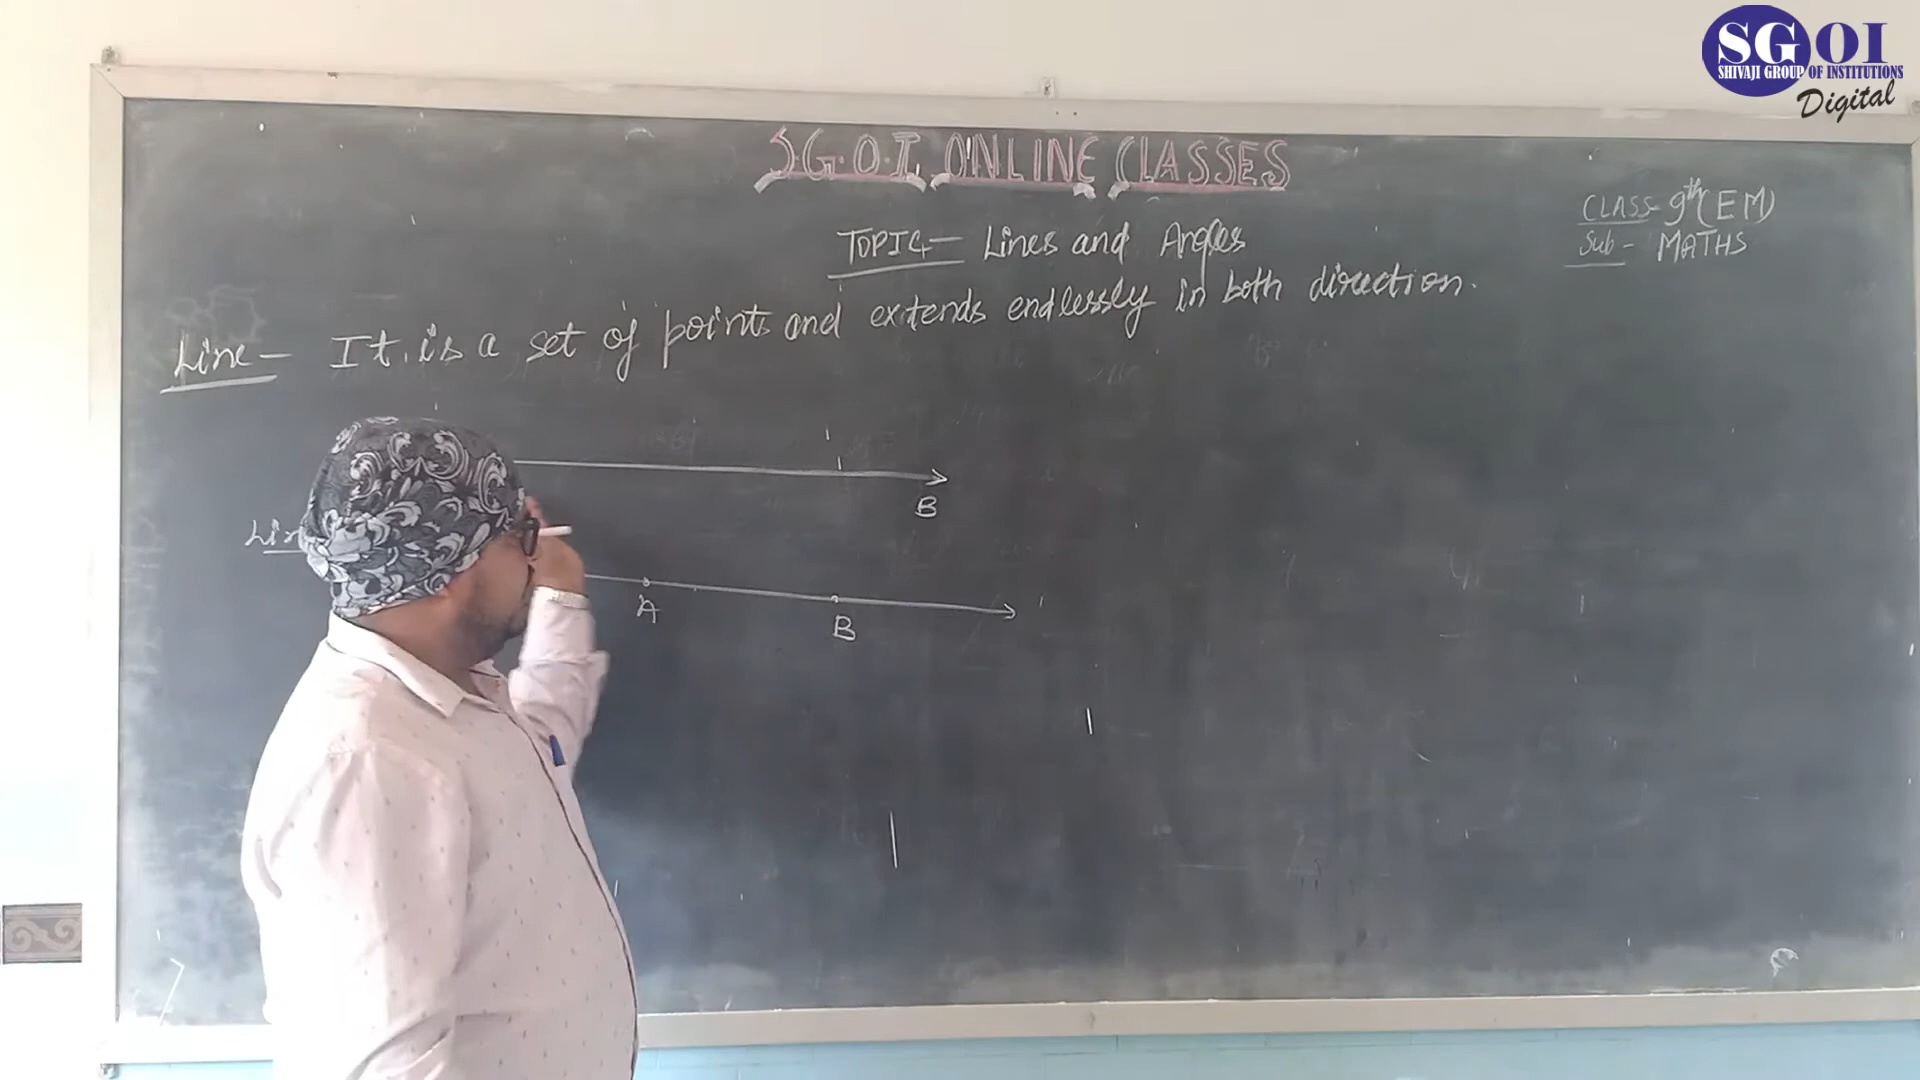 SGOI
SHIVAJI GROUP OF INSTITUTIONS
Digital
S.G.O.I. ONLINE CLASSES
CLASS- 9th (EM)
Sub- MATHS
TOPIC- Lines and Angles
Line- It is a set of points and extends endlessly in both direction.
B
A
B